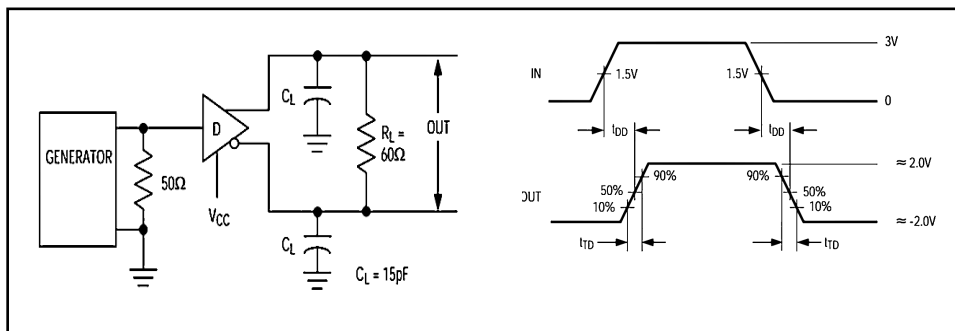 GENERATOR
50Ω
D
VCC
CL
RL =
60Ω
OUT
CL
CL = 15pF
IN
3V
1.5V
1.5V
0
tDD
tDD
OUT
≈ 2.0V
90%
90%
50%
50%
10%
10%
≈ -2.0V
tTD
tTD